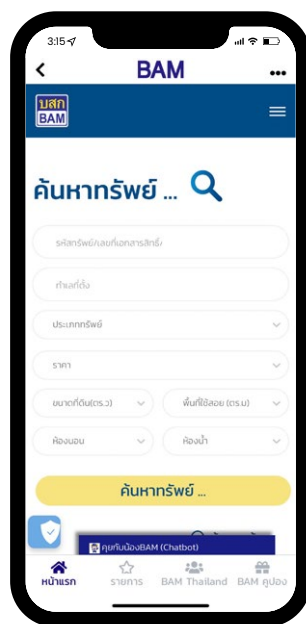 3:15
BAM
บสก
BAM
ค้นหาทรัพย์ ...
รหัสทรัพย์/เลขที่เอกสารสิทธิ์/
ทำเลที่ตั้ง
ประเภททรัพย์
ราคา
ขนาดที่ดิน(ตร.ว)
พื้นที่ใช้สอย (ตร.ม)
ห้องนอน
ห้องน้ำ
ค้นหาทรัพย์ ...
คุยกับน้องBAM (Chatbot)
หน้าแรก
รายการ
BAM Thailand
BAM คูปอง